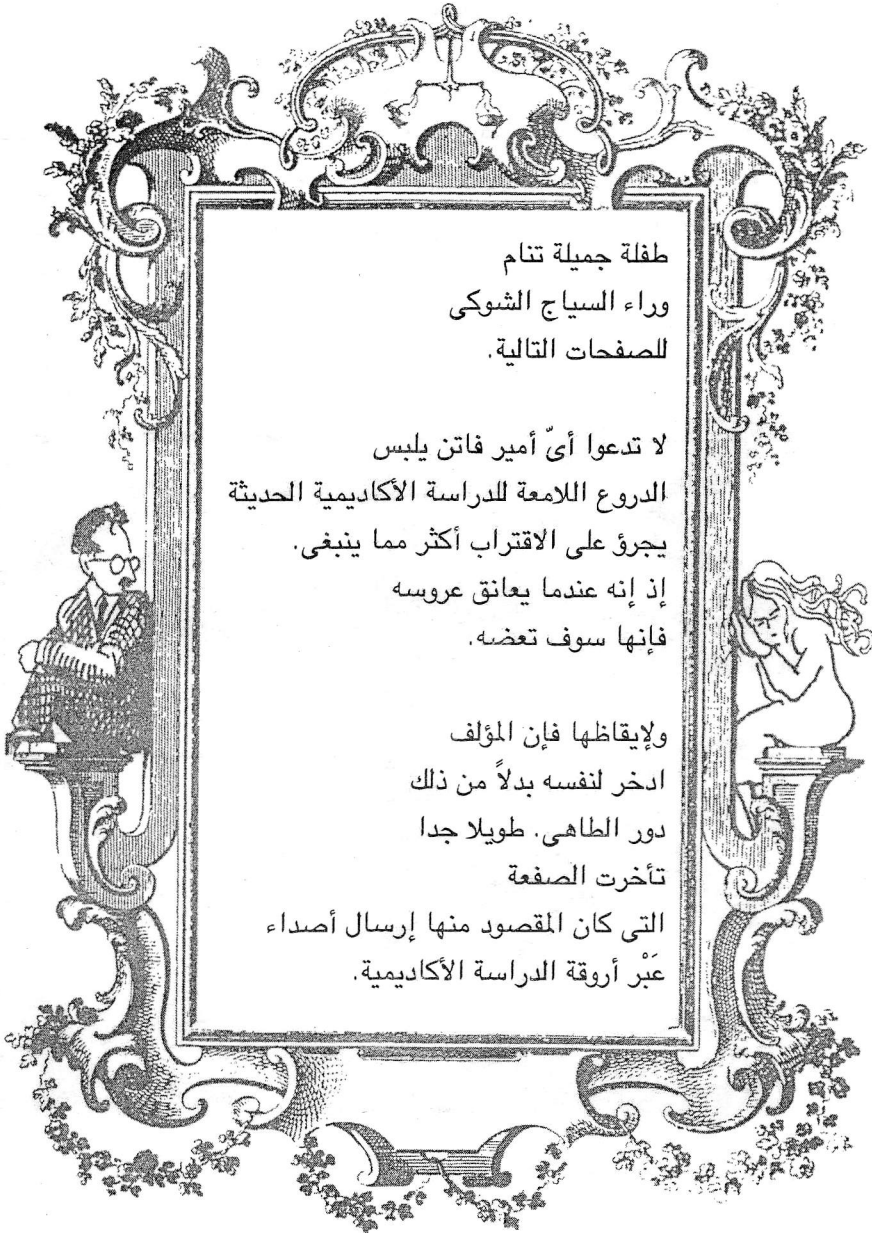 طفلة جميلة تنام
وراء السياج الشوكى
للصفحات التالية.
لا تدعوا أىّ أمير فاتن يلبس
الدروع اللامعة للدراسة الأكاديمية الحديثة
يجرؤ على الاقتراب أكثر مما ينبغى.
إذ إنه عندما يعانق عروسه
فإنها سوف تعضه.
ولإيقاظها فإن المؤلف
ادخر لنفسه بدلاً من ذلك
دور الطاهى. طويلا جدا
تأخرت الصفعة
التى كان المقصود منها إرسال أصداء
عَبْر أروقة الدراسة الأكاديمية.